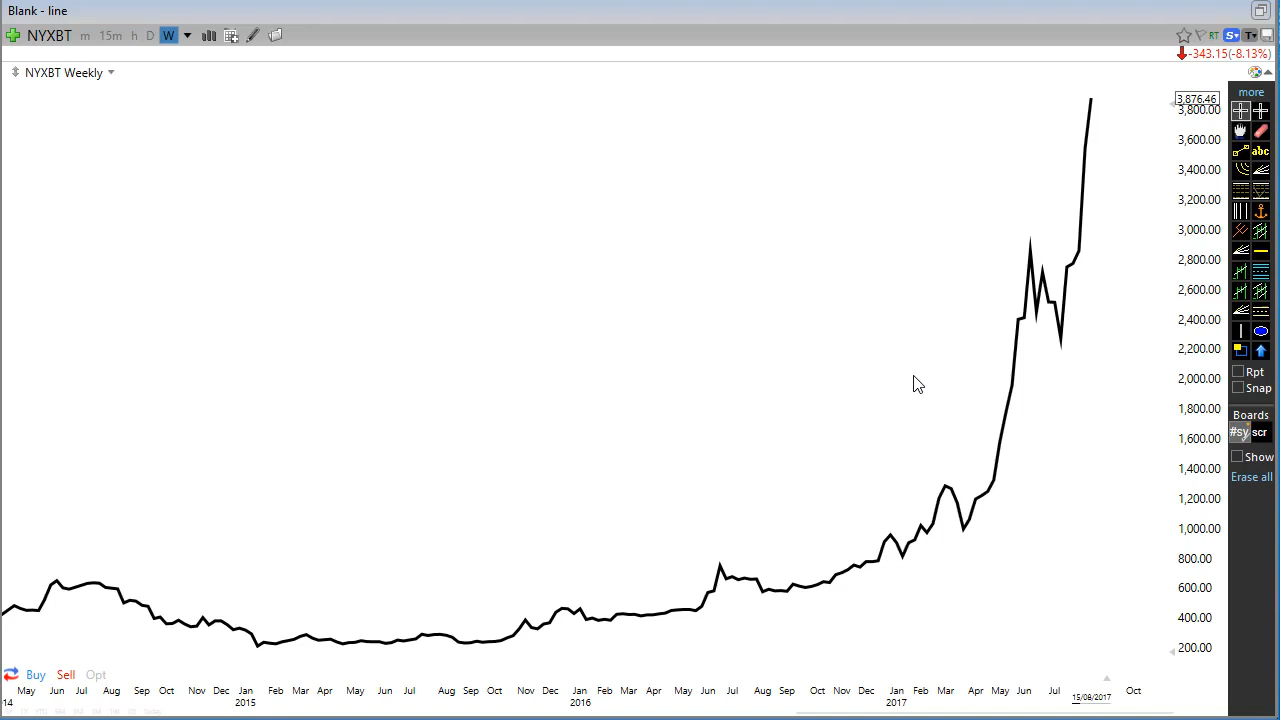 Blank - line
NYXBT m 15m h D W RT S T
-343.15(-8.13%)
NYXBT Weekly
more
abc
3,876.46
3,800.00
3,600.00
3,400.00
3,200.00
3,000.00
2,800.00
2,600.00
2,400.00
2,200.00
2,000.00
1,800.00
1,600.00
1,400.00
1,200.00
1,000.00
800.00
600.00
400.00
200.00
Rpt
Snap
Boards
#sy scr
Show
Erase all
Buy Sell Opt
May Jun Jul Aug Sep Oct Nov Dec Jan Feb Mar Apr May Jun Jul Aug Sep Oct Nov Dec Jan Feb Mar Apr May Jun Jul Aug Sep Oct Nov Dec Jan Feb Mar Apr May Jun Jul 15/08/2017 Oct
14 2015 2016 2017